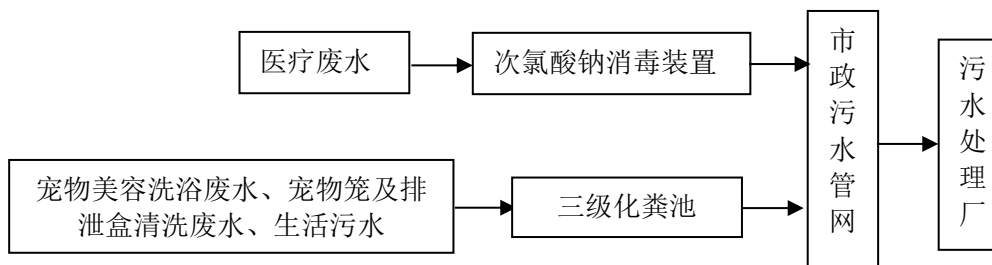 医疗废水
次氯酸钠消毒装置
宠物美容洗浴废水、宠物笼及排
泄盒清洗废水、生活污水
三级化粪池
市政污水管网
污水处理厂